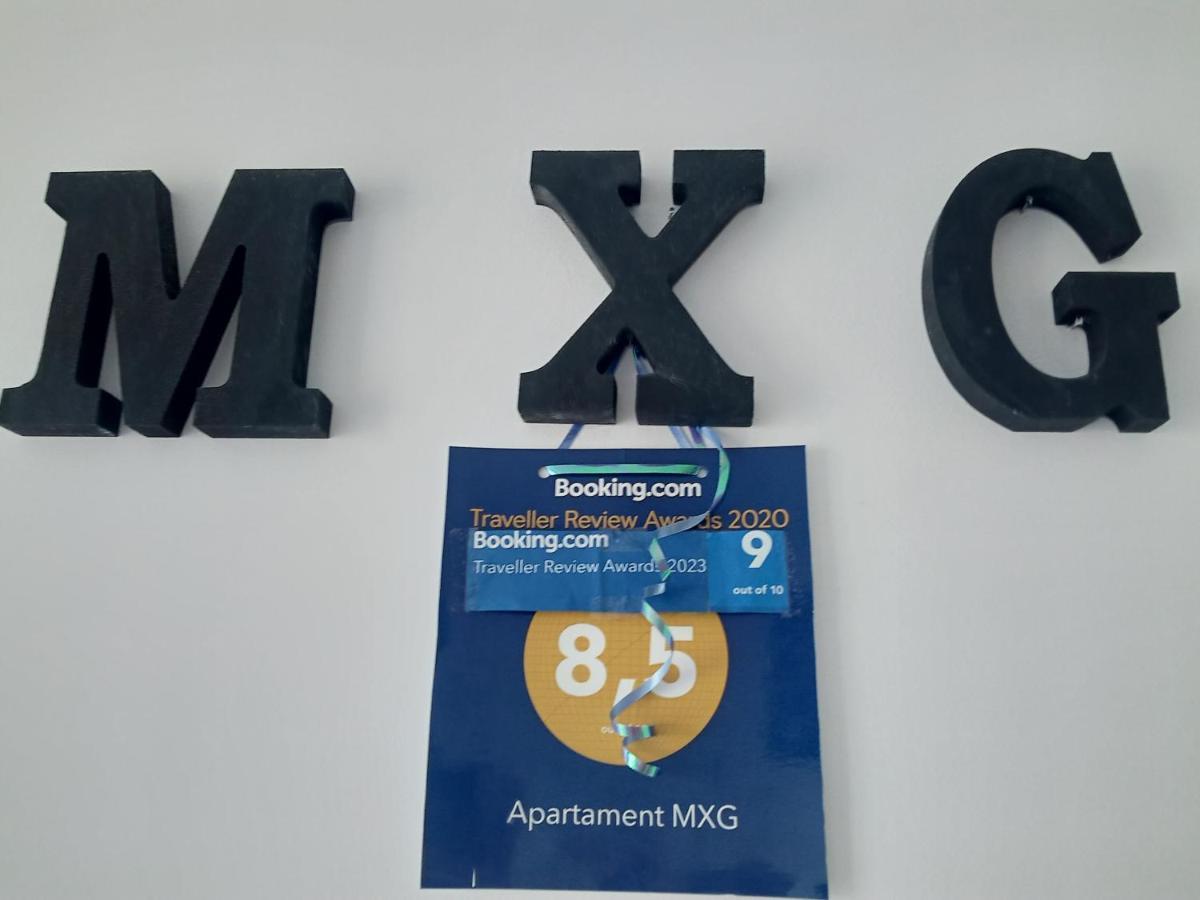 M X G
Booking.com
Traveller Review Awards 2020
Booking.com
Traveller Review Awards 2023
9
out of 10
8,5
Apartament MXG